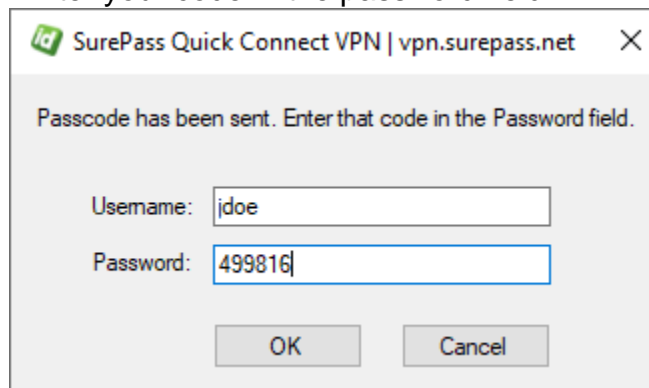 SurePass Quick Connect VPN | vpn.surepass.net
Passcode has been sent. Enter that code in the Password field.
Username: jdoe
Password: 499816
OK Cancel